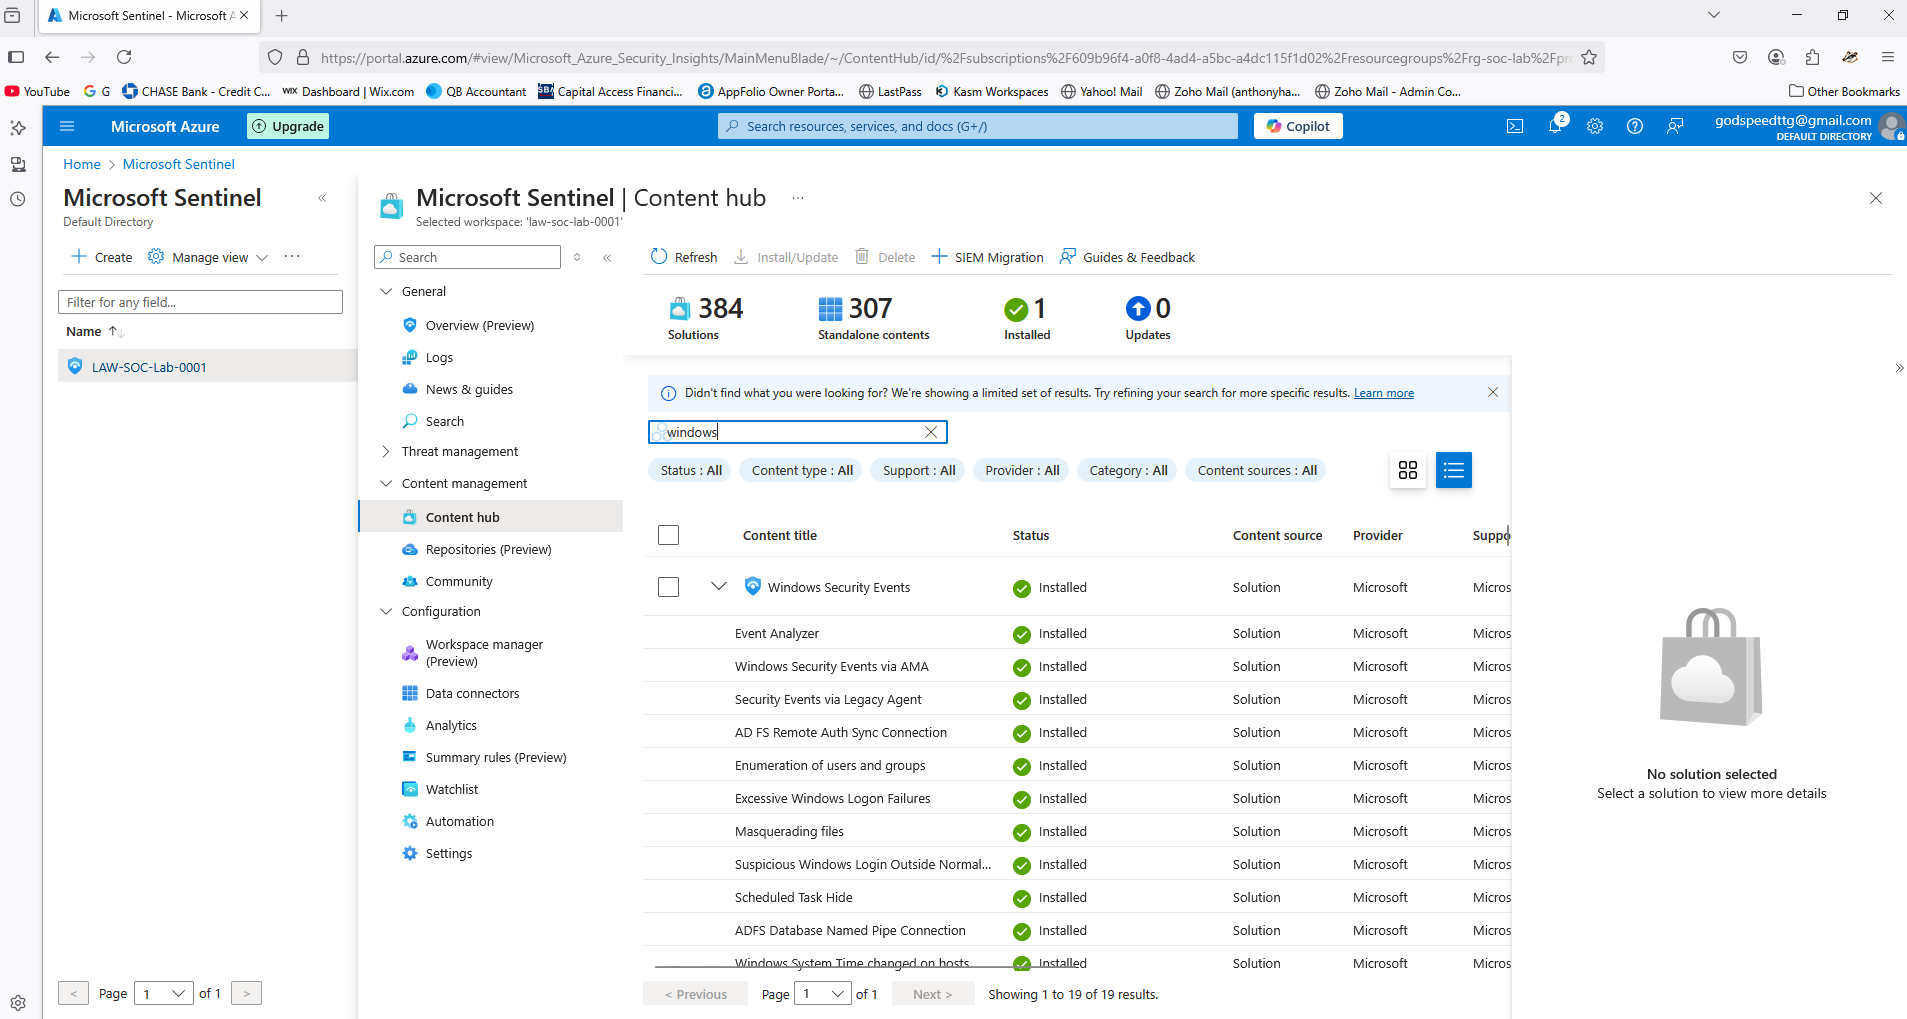 Microsoft Sentinel - Microsoft A
https://portal.azure.com/#view/Microsoft_Azure_Security_Insights/MainMenuBlade/~/ContentHub/id/%2Fsubscriptions%2F609b96f4-a0f8-4ad4-a5bc-a4dc115f1d02%2Fresourcegroups%2Frg-soc-lab%2Fpro
YouTube G CHASE Bank - Credit C... WIX Dashboard | Wix.com QB Accountant SBA Capital Access Financi... AppFolio Owner Porta... LastPass Kasm Workspaces Yahoo! Mail Zoho Mail (anthonyha... Zoho Mail - Admin Co... Other Bookmarks
Microsoft Azure Upgrade Search resources, services, and docs (G+/) Copilot 2 godspeedttg@gmail.com
DEFAULT DIRECTORY
Home > Microsoft Sentinel
Microsoft Sentinel
Default Directory
Create Manage view ...
Filter for any field...
Name
LAW-SOC-Lab-0001
< Page 1 of 1 >
Microsoft Sentinel | Content hub ...
Selected workspace: 'law-soc-lab-0001'
Search
General
Overview (Preview)
Logs
News & guides
Search
Threat management
Content management
Content hub
Repositories (Preview)
Community
Configuration
Workspace manager
(Preview)
Data connectors
Analytics
Summary rules (Preview)
Watchlist
Automation
Settings
Refresh Install/Update Delete SIEM Migration Guides & Feedback
384 307 1 0
Solutions Standalone contents Installed Updates
Didn't find what you were looking for? We're showing a limited set of results. Try refining your search for more specific results. Learn more
windows
Status : All Content type : All Support : All Provider : All Category : All Content sources : All
Content title Status Content source Provider Suppo
Windows Security Events Installed Solution Microsoft Micros
Event Analyzer Installed Solution Microsoft Micros
Windows Security Events via AMA Installed Solution Microsoft Micros
Security Events via Legacy Agent Installed Solution Microsoft Micros
AD FS Remote Auth Sync Connection Installed Solution Microsoft Micros
Enumeration of users and groups Installed Solution Microsoft Micros
Excessive Windows Logon Failures Installed Solution Microsoft Micros
Masquerading files Installed Solution Microsoft Micros
Suspicious Windows Login Outside Normal... Installed Solution Microsoft Micros
Scheduled Task Hide Installed Solution Microsoft Micros
ADFS Database Named Pipe Connection Installed Solution Microsoft Micros
Windows System Time changed on hosts Installed Solution Microsoft Micros
< Previous Page 1 of 1 Next > Showing 1 to 19 of 19 results.
No solution selected
Select a solution to view more details